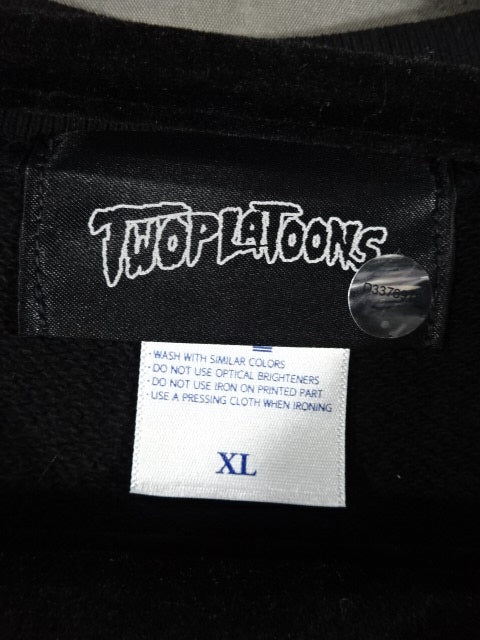 TWOPLATOONS
· WASH WITH SIMILAR COLORS
· DO NOT USE OPTICAL BRIGHTENERS
· DO NOT USE IRON ON PRINTED PART
· USE A PRESSING CLOTH WHEN IRONING
XL